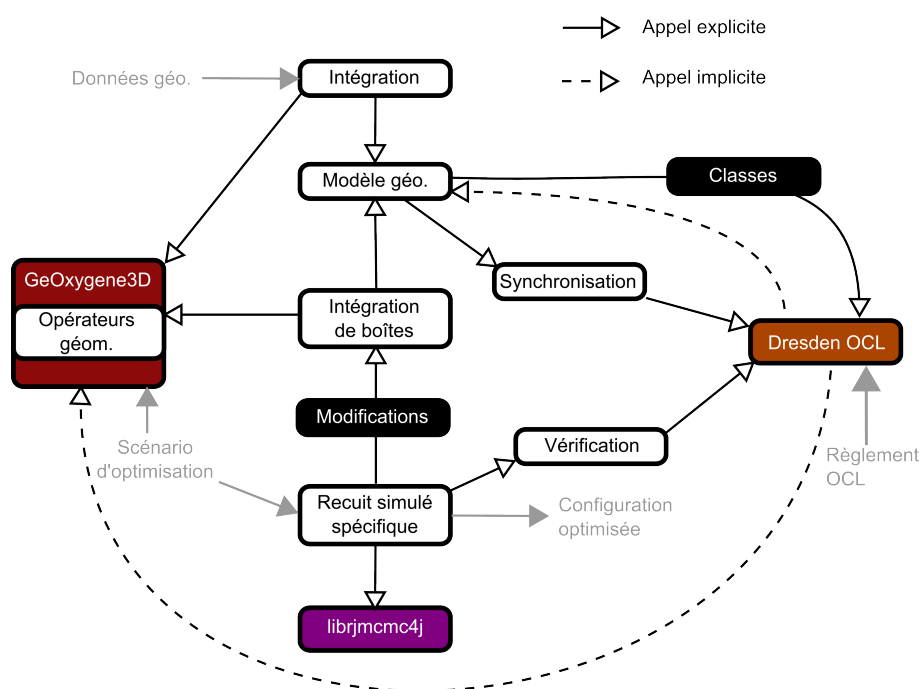 Appel explicite
Données géo.
Intégration
Appel implicite
Modèle géo.
Classes
GeOxygene3D
Synchronisation
Opérateurs
géom.
Intégration
de boîtes
Dresden OCL
Modifications
Vérification
Scénario
d'optimisation
Règlement
OCL
Recuit simulé
spécifique
Configuration
optimisée
librjmcmc4j